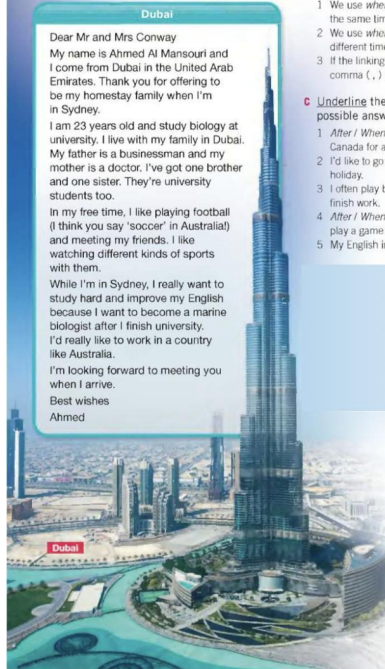 Dubai
Dear Mr and Mrs Conway
My name is Ahmed Al Mansouri and
I come from Dubai in the United Arab
Emirates. Thank you for offering to
be my homestay family when I'm
in Sydney.
I am 23 years old and study biology at
university. I live with my family in Dubai.
My father is a businessman and my
mother is a doctor. I've got one brother
and one sister. They're university
students too.
In my free time, I like playing football
(I think you say 'soccer' in Australia!)
and meeting my friends. I like
watching different kinds of sports
with them.
While I'm in Sydney, I really want to
study hard and improve my English
because I want to become a marine
biologist after I finish university.
I'd really like to work in a country
like Australia.
I'm looking forward to meeting you
when I arrive.
Best wishes
Ahmed
Dubai
1 We use
the same
2 We use
different
3 If the linking
comma ( , )
C Underline the
possible
1 After / When
Canada for a
2 I'd like to go
holiday.
3 I often play
finish work.
4 After / When
play a game
5 My English